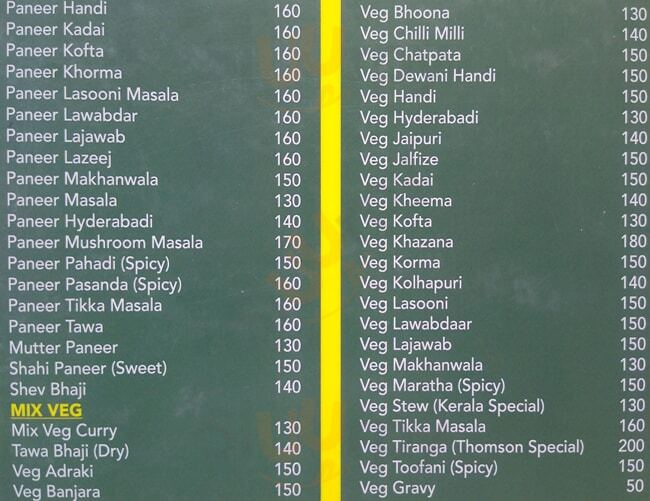 Paneer Handi 160
Paneer Kadai 160
Paneer Kofta 160
Paneer Khorma 160
Paneer Lasooni Masala 160
Paneer Lawabdar 160
Paneer Lajawab 160
Paneer Lazeej 160
Paneer Makhanwala 150
Paneer Masala 130
Paneer Hyderabadi 140
Paneer Mushroom Masala 170
Paneer Pahadi (Spicy) 150
Paneer Pasanda (Spicy) 160
Paneer Tikka Masala 160
Paneer Tawa 160
Mutter Paneer 130
Shahi Paneer (Sweet) 150
Shev Bhaji 140
MIX VEG
Mix Veg Curry 130
Tawa Bhaji (Dry) 140
Veg Adraki 150
Veg Banjara 150
Veg Bhoona 130
Veg Chilli Milli 140
Veg Chatpata 150
Veg Dewani Handi 150
Veg Handi 150
Veg Hyderabadi 130
Veg Jaipuri 140
Veg Jalfize 150
Veg Kadai 150
Veg Kheema 140
Veg Kofta 130
Veg Khazana 180
Veg Korma 150
Veg Kolhapuri 140
Veg Lasooni 150
Veg Lawabdaar 150
Veg Lajawab 150
Veg Makhanwala 130
Veg Maratha (Spicy) 150
Veg Stew (Kerala Special) 130
Veg Tikka Masala 160
Veg Tiranga (Thomson Special) 200
Veg Toofani (Spicy) 150
Veg Gravy 50